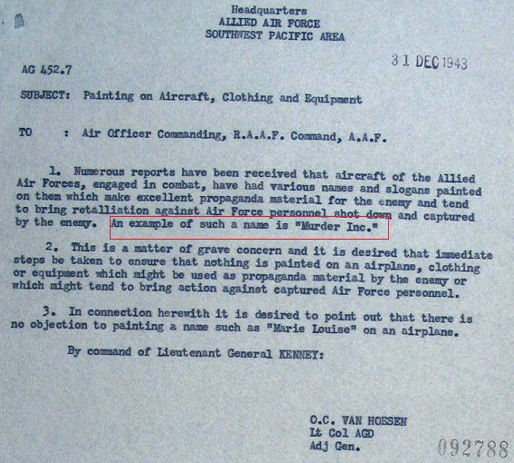 Headquarters
ALLIED AIR FORCE
SOUTHWEST PACIFIC AREA
31 DEC 1943
AG 452.7
SUBJECT: Painting on Aircraft, Clothing and Equipment
TO : Air Officer Commanding, R.A.A.F. Command, A.A.F.
1. Numerous reports have been received that aircraft of the Allied
Air Forces, engaged in combat, have had various names and slogans painted
on them which make excellent propaganda material for the enemy and tend
to bring retalliation against Air Force personnel shot down and captured
by the enemy. An example of such a name is "Murder Inc."
2. This is a matter of grave concern and it is desired that immediate
steps be taken to ensure that nothing is painted on an airplane, clothing
or equipment which might be used as propaganda material by the enemy or
which might tend to bring action against captured Air Force personnel.
3. In connection herewith it is desired to point out that there is
no objection to painting a name such as "Marie Louise" on an airplane.
By command of Lieutenant General KENNEY:
O.C. VAN HOESEN
Lt Col AGD
Adj Gen.
092788